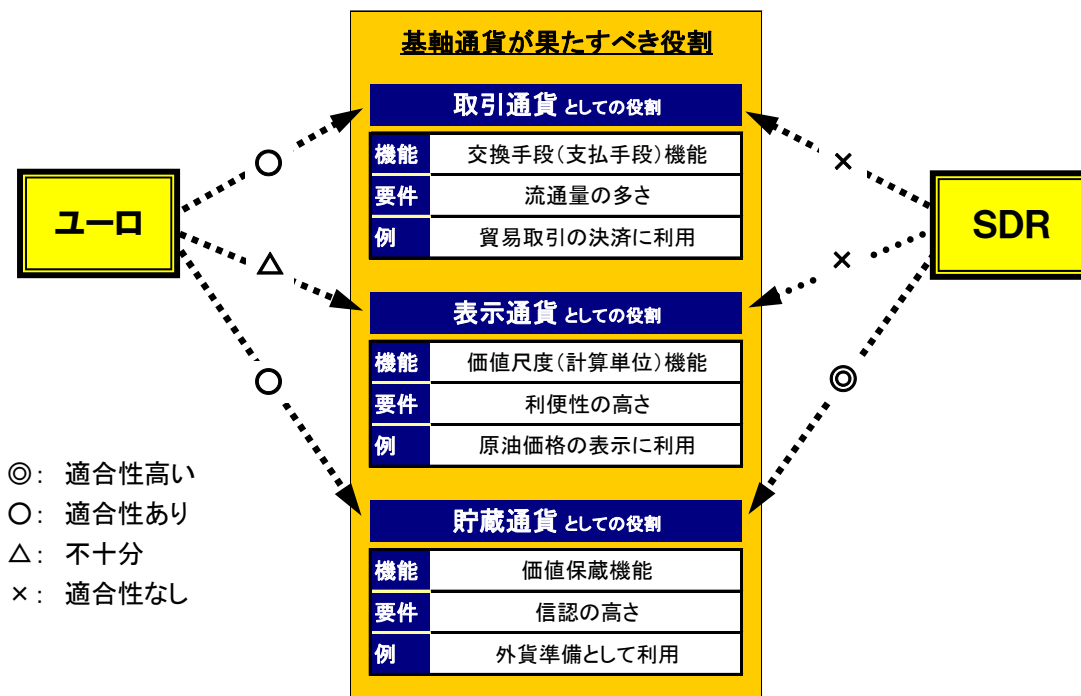 基軸通貨が果たすべき役割
取引通貨 としての役割
機能 交換手段(支払手段)機能
要件 流通量の多さ
例 貿易取引の決済に利用
表示通貨 としての役割
機能 価値尺度(計算単位)機能
要件 利便性の高さ
例 原油価格の表示に利用
貯蔵通貨 としての役割
機能 価値保蔵機能
要件 信認の高さ
例 外貨準備として利用
ユーロ
○
△
○
SDR
×
×
◎
◎: 適合性高い
○: 適合性あり
△: 不十分
×: 適合性なし